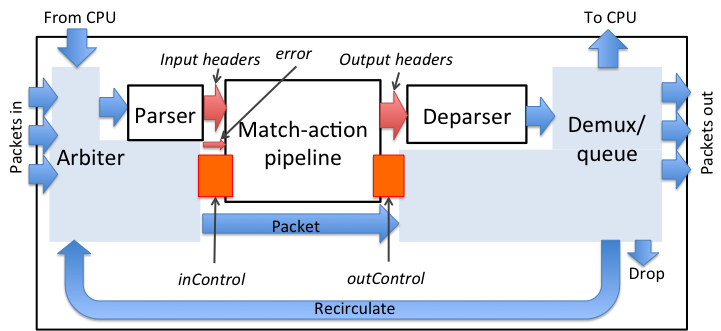 From CPU
To CPU
Input headers
error
Output headers
Packets in
Parser
Arbiter
Match-action
pipeline
Deparser
Demux/
queue
Packets out
Packet
inControl
outControl
Drop
Recirculate